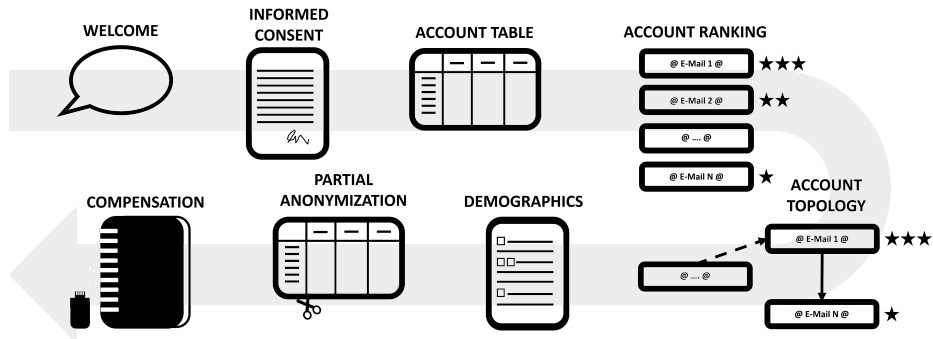 WELCOME
INFORMED
CONSENT
ACCOUNT TABLE
ACCOUNT RANKING
@ E-Mail 1 @
@ E-Mail 2 @
@ .... @
@ E-Mail N @
ACCOUNT
TOPOLOGY
@ E-Mail 1 @
@ .... @
@ E-Mail N @
DEMOGRAPHICS
PARTIAL
ANONYMIZATION
COMPENSATION